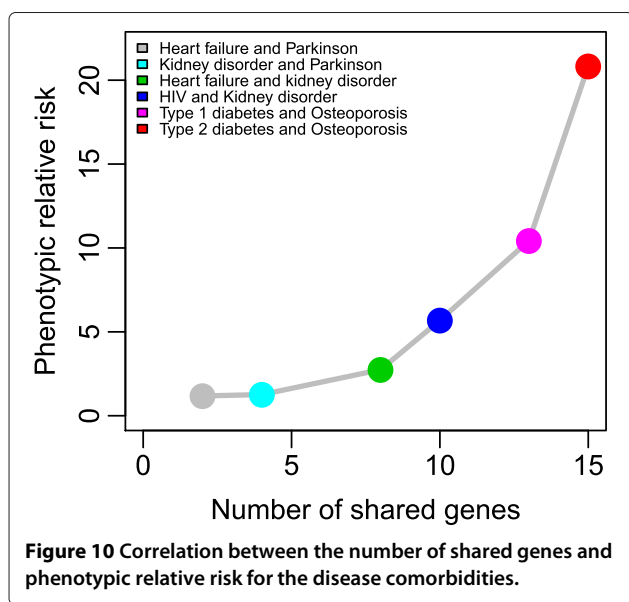 Heart failure and Parkinson
Kidney disorder and Parkinson
Heart failure and kidney disorder
HIV and Kidney disorder
Type 1 diabetes and Osteoporosis
Type 2 diabetes and Osteoporosis
Phenotypic relative risk
20
15
10
5
0
0 5 10 15
Number of shared genes
Figure 10 Correlation between the number of shared genes and
phenotypic relative risk for the disease comorbidities.